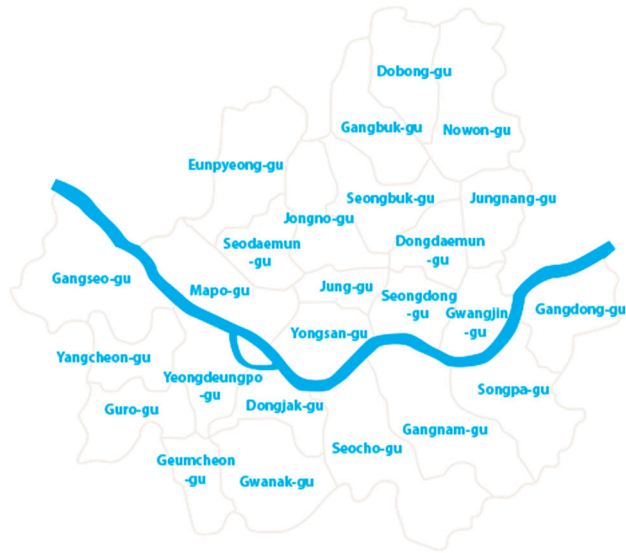 Dobong-gu
Gangbuk-gu
Nowon-gu
Eunpyeong-gu
Seongbuk-gu
Jungnang-gu
Jongno-gu
Seodaemun
-gu
Dongdaemun
-gu
Gangseo-gu
Mapo-gu
Jung-gu
Seongdong
-gu
Gwangjin
-gu
Gangdong-gu
Yongsan-gu
Yangcheon-gu
Yeongdeungpo
-gu
Songpa-gu
Guro-gu
Dongjak-gu
Gangnam-gu
Seocho-gu
Geumcheon
-gu
Gwanak-gu